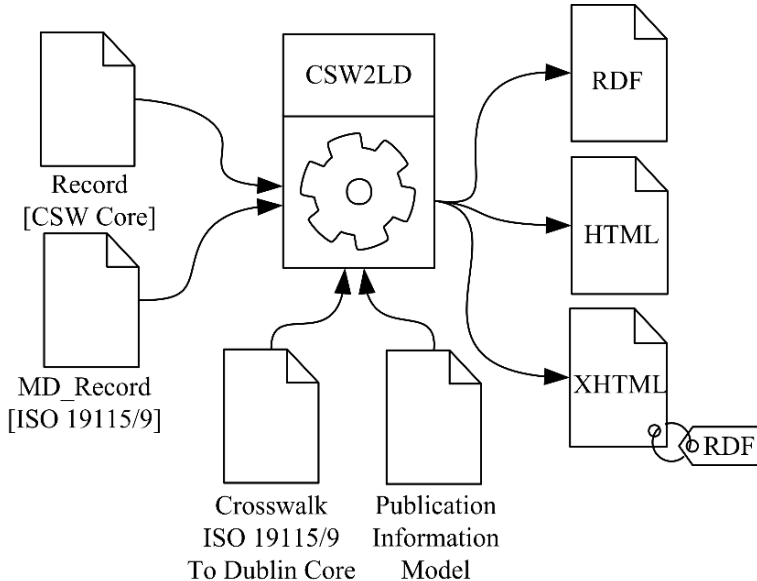 CSW2LD
RDF
Record
[CSW Core]
HTML
MD_Record
[ISO 19115/9]
XHTML
RDF
Crosswalk
ISO 19115/9
To Dublin Core
Publication
Information
Model